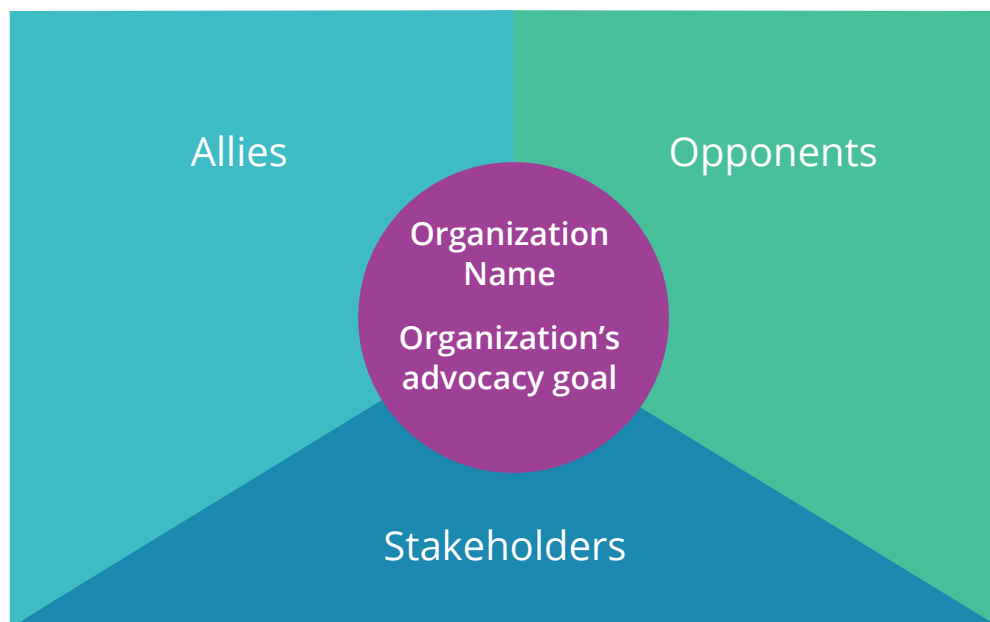 Allies
Opponents
Organization
Name
Organization’s
advocacy goal
Stakeholders